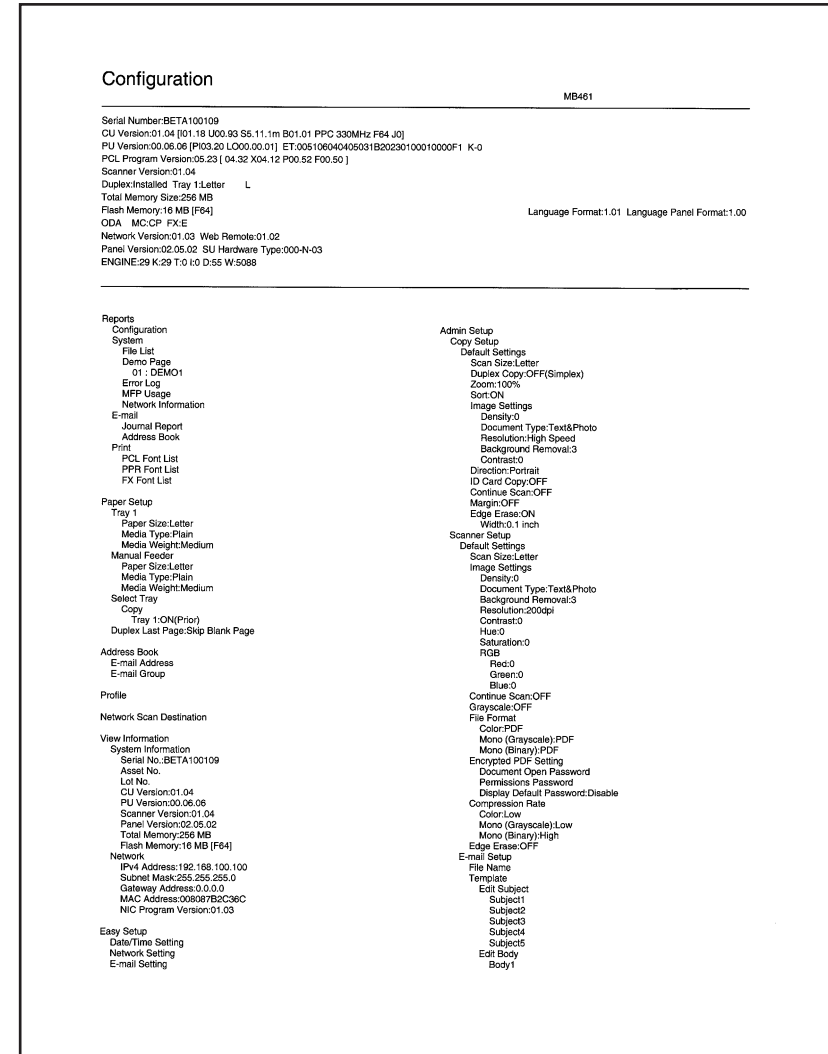 Configuration
MB461
Serial Number:BETA100109
CU Version:01.04 [I01.18 U00.93 S5.11.1m B01.01 PPC 330MHz F64 J0]
PU Version:00.06.06 [PI03.20 LO00.00.01] ET:005106040405031B20230100010000F1 K-0
PCL Program Version:05.23 [ 04.32 X04.12 P00.52 F00.50 ]
Scanner Version:01.04
Duplex:Installed Tray 1:Letter L
Total Memory Size:256 MB
Flash Memory:16 MB [F64]
Language Format:1.01 Language Panel Format:1.00
ODA MC:CP FX:E
Network Version:01.03 Web Remote:01.02
Panel Version:02.05.02 SU Hardware Type:000-N-03
ENGINE:29 K:29 T:0 I:0 D:55 W:5088
Reports
Configuration
System
File List
Demo Page
01 : DEMO1
Error Log
MFP Usage
Network Information
E-mail
Journal Report
Address Book
Print
PCL Font List
PPR Font List
FX Font List
Paper Setup
Tray 1
Paper Size:Letter
Media Type:Plain
Media Weight:Medium
Manual Feeder
Paper Size:Letter
Media Type:Plain
Media Weight:Medium
Select Tray
Copy
Tray 1:ON(Prior)
Duplex Last Page:Skip Blank Page
Address Book
E-mail Address
E-mail Group
Profile
Network Scan Destination
View Information
System Information
Serial No.:BETA100109
Asset No.
Lot No.
CU Version:01.04
PU Version:00.06.06
Scanner Version:01.04
Panel Version:02.05.02
Total Memory:256 MB
Flash Memory:16 MB [F64]
Network
IPv4 Address:192.168.100.100
Subnet Mask:255.255.255.0
Gateway Address:0.0.0.0
MAC Address:008087B2C36C
NIC Program Version:01.03
Easy Setup
Date/Time Setting
Network Setting
E-mail Setting
Admin Setup
Copy Setup
Default Settings
Scan Size:Letter
Duplex Copy:OFF(Simplex)
Zoom:100%
Sort:ON
Image Settings
Density:0
Document Type:Text&Photo
Resolution:High Speed
Background Removal:3
Contrast:0
Direction:Portrait
ID Card Copy:OFF
Continue Scan:OFF
Margin:OFF
Edge Erase:ON
Width:0.1 inch
Scanner Setup
Default Settings
Scan Size:Letter
Image Settings
Density:0
Document Type:Text&Photo
Background Removal:3
Resolution:200dpi
Contrast:0
Hue:0
Saturation:0
RGB
Red:0
Green:0
Blue:0
Continue Scan:OFF
Grayscale:OFF
File Format
Color:PDF
Mono (Grayscale):PDF
Mono (Binary):PDF
Encrypted PDF Setting
Document Open Password
Permissions Password
Display Default Password:Disable
Compression Rate
Color:Low
Mono (Grayscale):Low
Mono (Binary):High
Edge Erase:OFF
E-mail Setup
File Name
Template
Edit Subject
Subject1
Subject2
Subject3
Subject4
Subject5
Edit Body
Body1